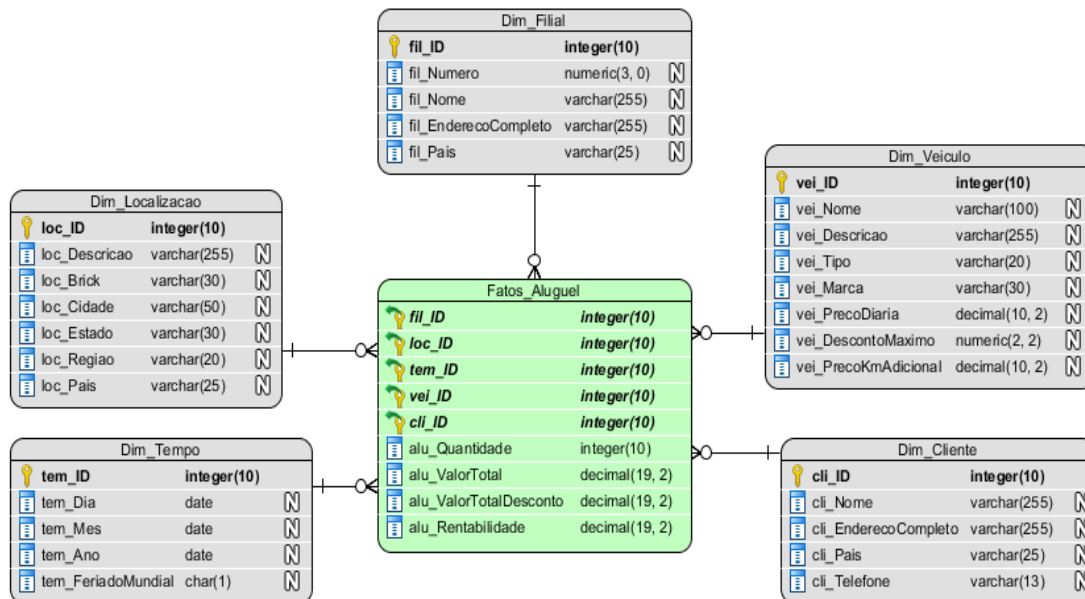 Dim_Filial
fil_ID integer(10)
fil_Numero numeric(3, 0) N
fil_Nome varchar(255) N
fil_EnderecoCompleto varchar(255) N
fil_Pais varchar(25) N
Dim_Localizacao
loc_ID integer(10)
loc_Descricao varchar(255) N
loc_Brick varchar(30) N
loc_Cidade varchar(50) N
loc_Estado varchar(30) N
loc_Regiao varchar(20) N
loc_Pais varchar(25) N
Dim_Veiculo
vei_ID integer(10)
vei_Nome varchar(100) N
vei_Descricao varchar(255) N
vei_Tipo varchar(20) N
vei_Marca varchar(30) N
vei_PrecoDiaria decimal(10, 2) N
vei_DescontoMaximo numeric(2, 2) N
vei_PrecoKmAdicional decimal(10, 2) N
Fatos_Aluguel
fil_ID integer(10)
loc_ID integer(10)
tem_ID integer(10)
vei_ID integer(10)
cli_ID integer(10)
alu_Quantidade integer(10)
alu_ValorTotal decimal(19, 2)
alu_ValorTotalDesconto decimal(19, 2)
alu_Rentabilidade decimal(19, 2)
Dim_Tempo
tem_ID integer(10)
tem_Dia date N
tem_Mes date N
tem_Ano date N
tem_FeriadoMundial char(1) N
Dim_Cliente
cli_ID integer(10)
cli_Nome varchar(255) N
cli_EnderecoCompleto varchar(255) N
cli_Pais varchar(25) N
cli_Telefone varchar(13) N